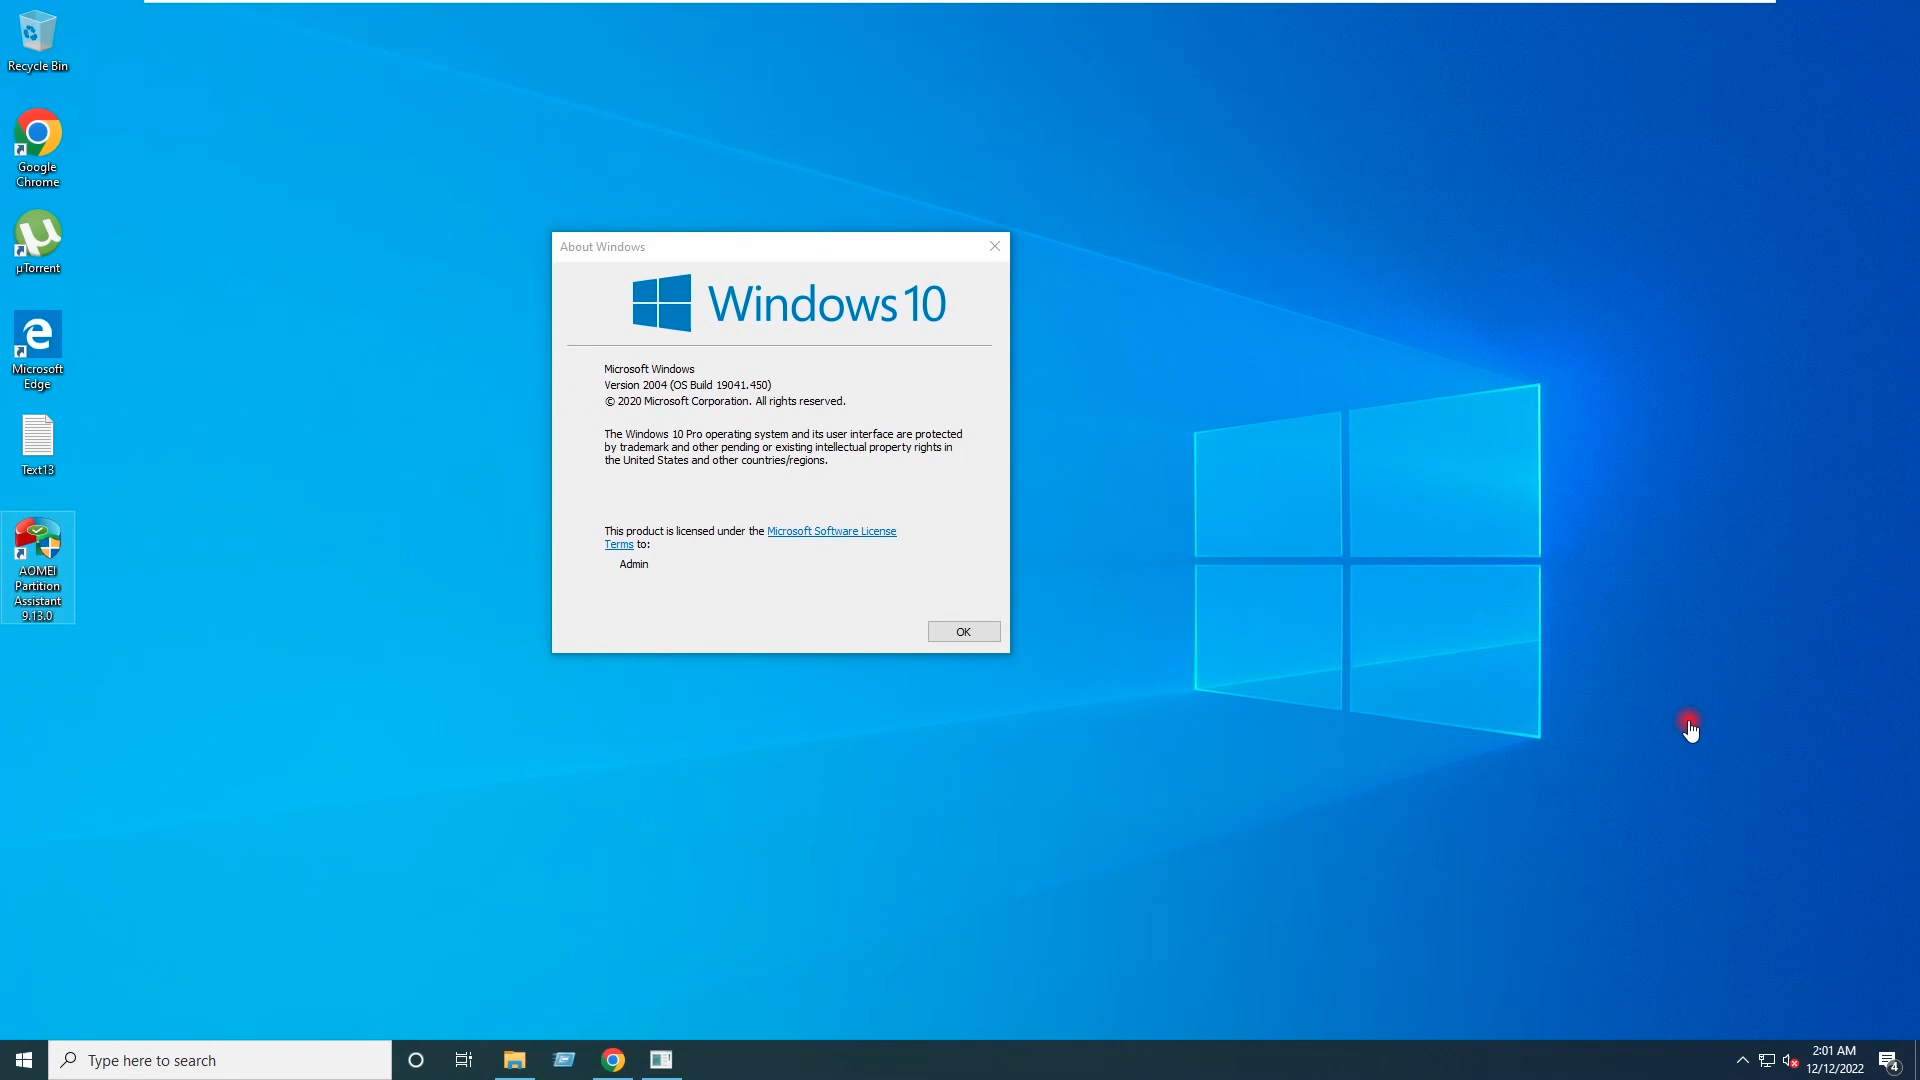 Recycle Bin
Google
Chrome
µTorrent
Microsoft
Edge
Text13
AOMEI
Partition
Assistant
9.13.0
About Windows
Windows 10
Microsoft Windows
Version 2004 (OS Build 19041.450)
© 2020 Microsoft Corporation. All rights reserved.
The Windows 10 Pro operating system and its user interface are protected
by trademark and other pending or existing intellectual property rights in
the United States and other countries/regions.
This product is licensed under the Microsoft Software License
Terms to:
Admin
OK
Type here to search
2:01 AM
12/12/2022
4